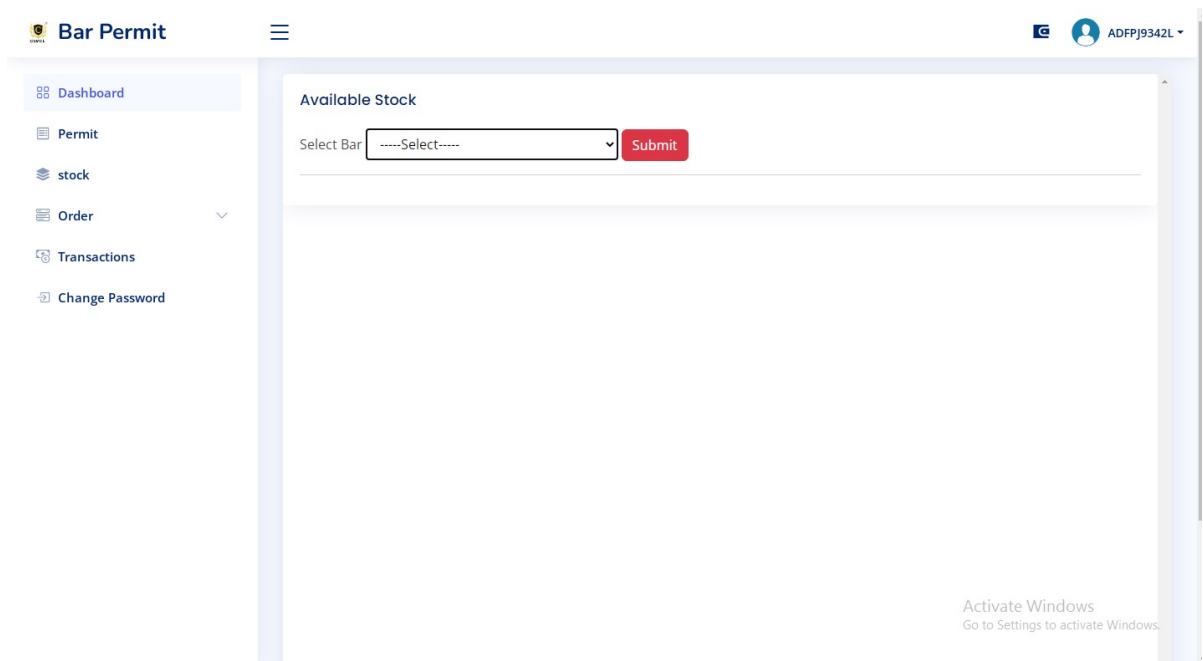 Bar Permit
ADFPJ9342L
Dashboard
Permit
stock
Order
Transactions
Change Password
Available Stock
Select Bar -----Select----- Submit
Activate Windows
Go to Settings to activate Windows.